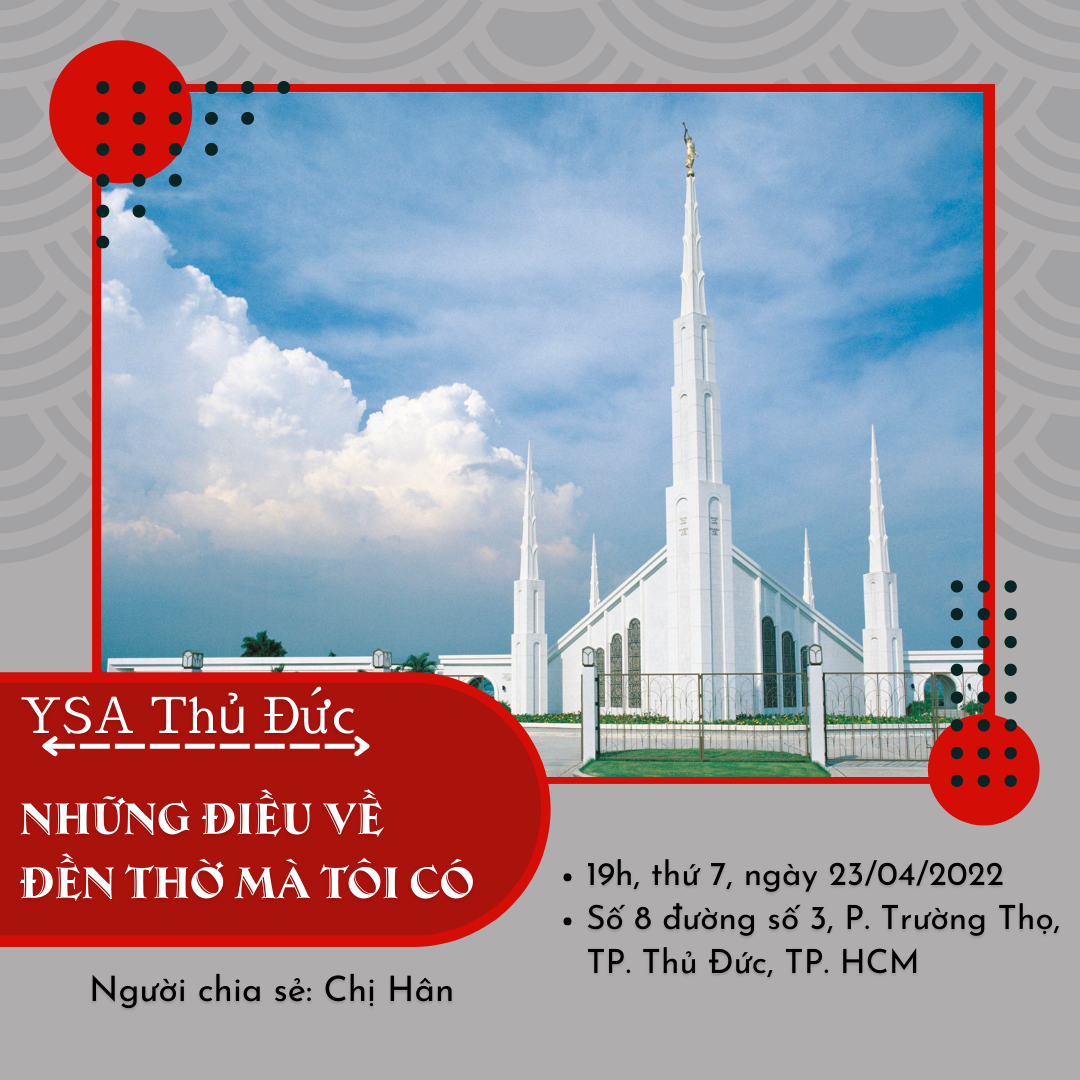 YSA Thủ Đức
NHỮNG ĐIỀU VỀ
ĐỀN THỜ MÀ TÔI CÓ
19h, thứ 7, ngày 23/04/2022
Số 8 đường số 3, P. Trường Thọ,
TP. Thủ Đức, TP. HCM
Người chia sẻ: Chị Hân